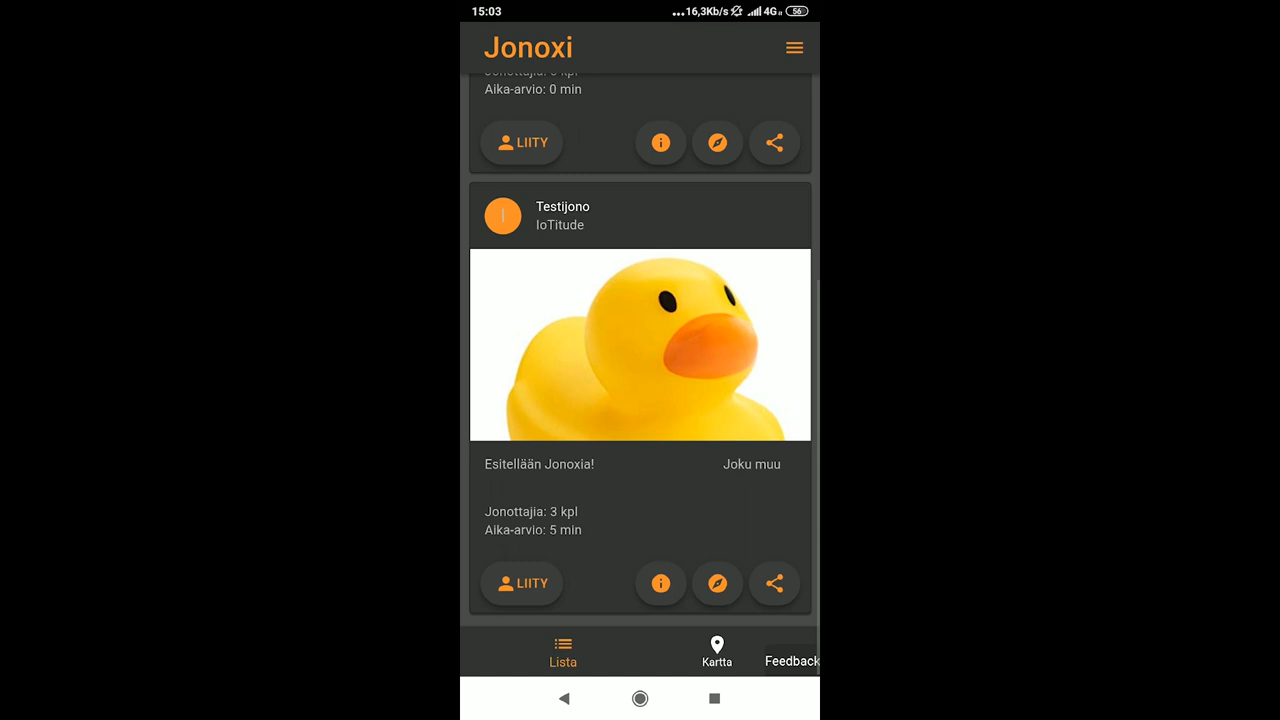 15:03
...16,3Kb/s 4G 56
Jonoxi
Aika-arvio: 0 min
LIITY
I
Testijono
IoTitude
Esitellään Jonoxia!
Joku muu
Jonottajia: 3 kpl
Aika-arvio: 5 min
LIITY
Lista
Kartta
Feedback